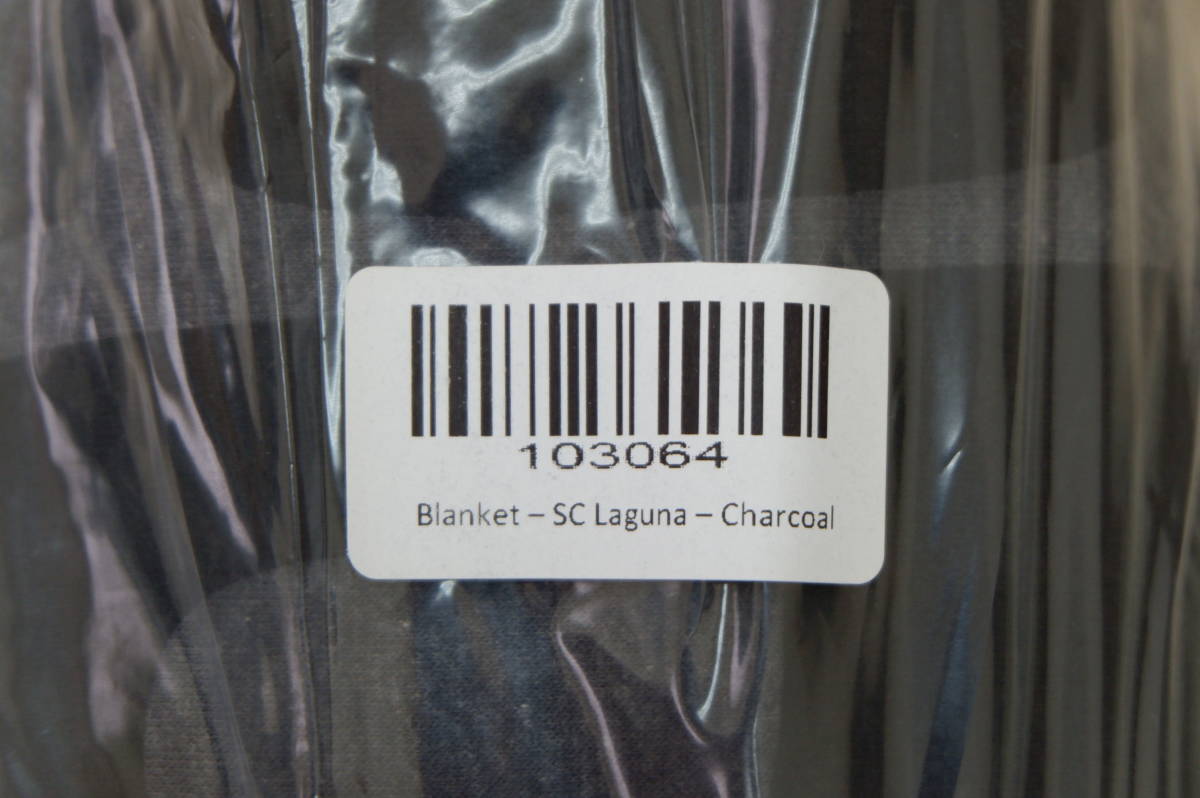 103064
Blanket – SC Laguna – Charcoal